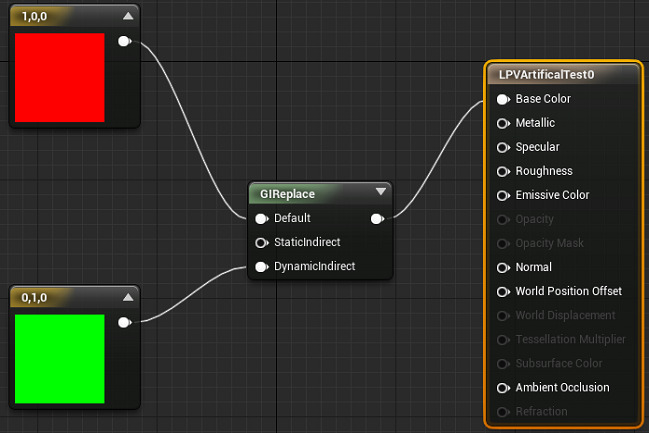 1,0,0
LPVArtificalTest0
Base Color
Metallic
Specular
Roughness
Emissive Color
Opacity
Opacity Mask
Normal
World Position Offset
World Displacement
Tessellation Multiplier
Subsurface Color
Ambient Occlusion
Refraction
GIReplace
Default
StaticIndirect
DynamicIndirect
0,1,0